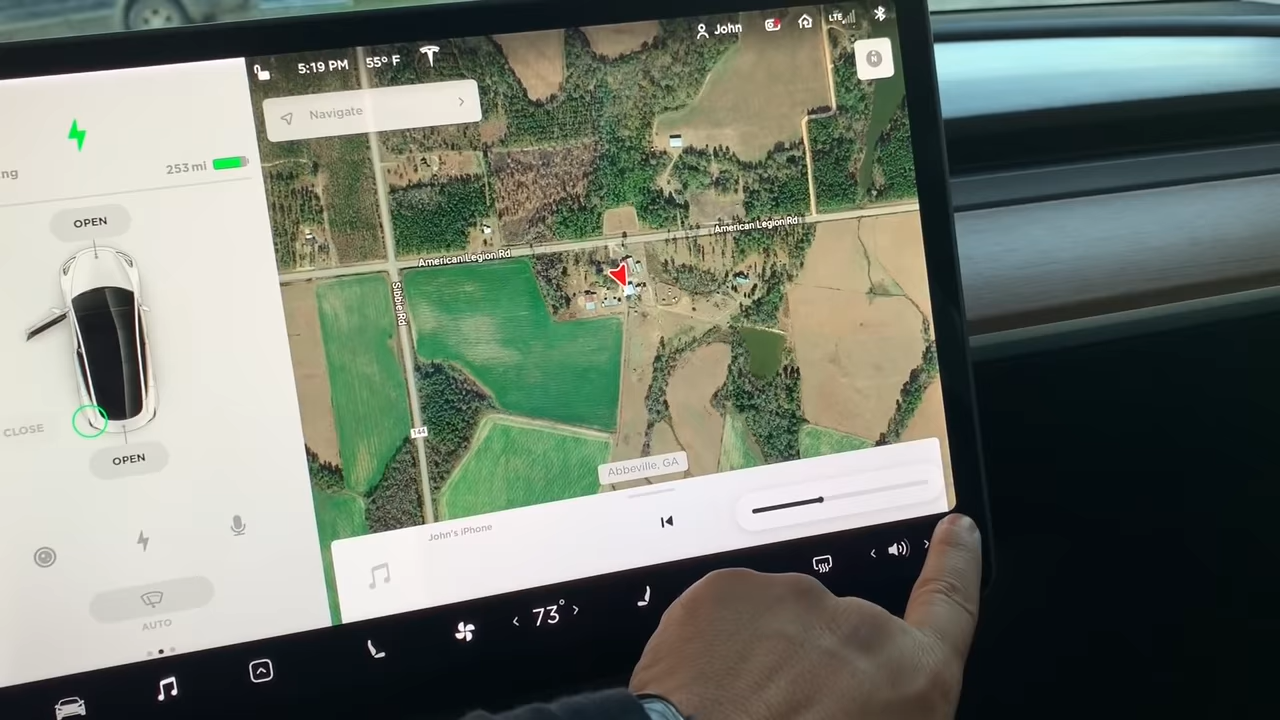 5:19 PM 55° F
John
LTE
N
Navigate
ng
253 mi
OPEN
American Legion Rd
American Legion Rd
Sibbie Rd
144
CLOSE
OPEN
Abbeville, GA
John's iPhone
AUTO
73°